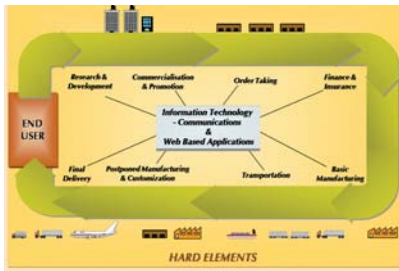 Research &
Development
Commercialisation
& Promotion
Order Taking
Finance &
Insurance
Information Technology
- Communications
&
Web Based Applications
END
USER
Final
Delivery
Postponed Manufacturing
& Customization
Transportation
Basic
Manufacturing
HARD ELEMENTS